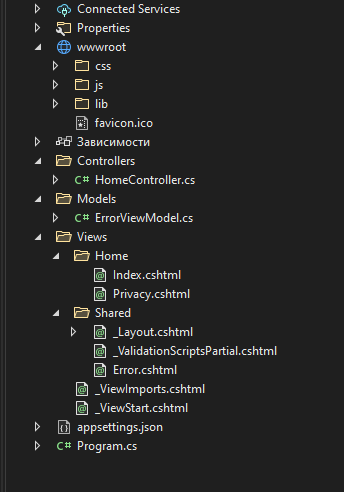 Connected Services
Properties
wwwroot
css
js
lib
favicon.ico
Зависимости
Controllers
C# HomeController.cs
Models
C# ErrorViewModel.cs
Views
Home
@ Index.cshtml
@ Privacy.cshtml
Shared
@ _Layout.cshtml
@ _ValidationScriptsPartial.cshtml
@ Error.cshtml
@ _ViewImports.cshtml
@ _ViewStart.cshtml
appsettings.json
C# Program.cs